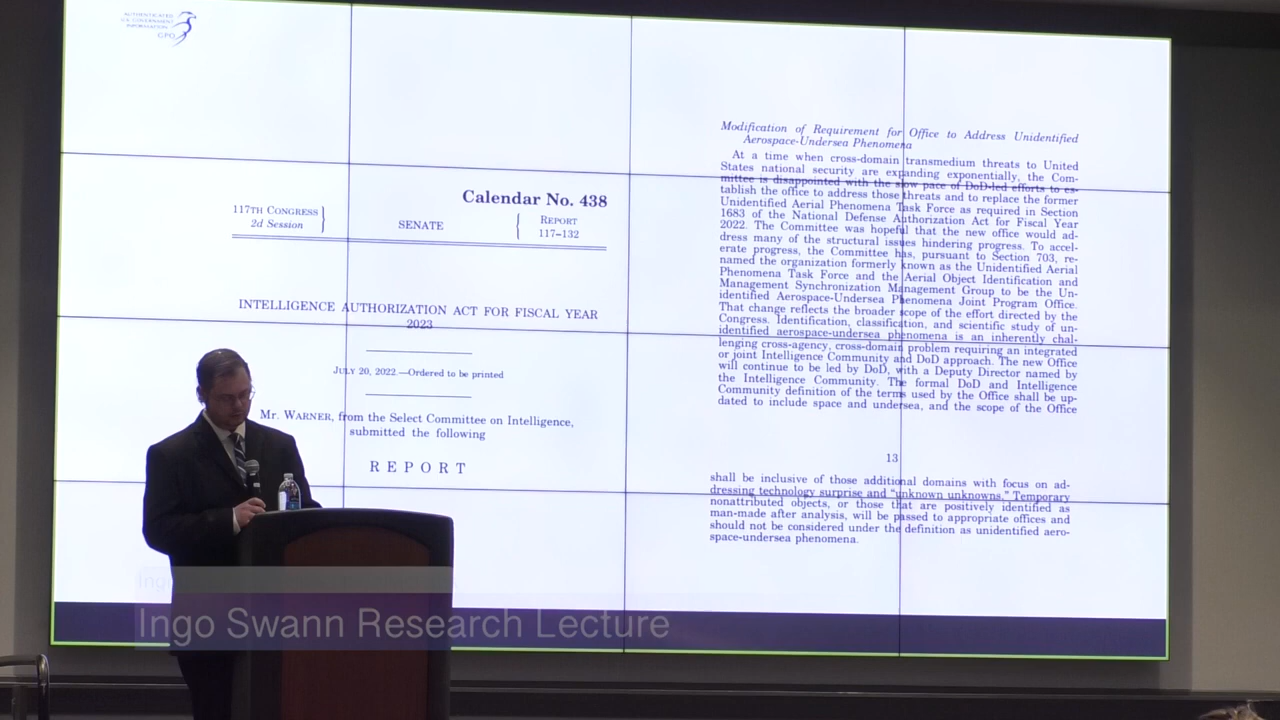 AUTHENTICATED
U.S. GOVERNMENT
INFORMATION
GPO
Calendar No. 438
117TH CONGRESS
2d Session
SENATE
REPORT
117–132
INTELLIGENCE AUTHORIZATION ACT FOR FISCAL YEAR
2023
JULY 20, 2022.—Ordered to be printed
Mr. WARNER, from the Select Committee on Intelligence,
submitted the following
REPORT
Modification of Requirement for Office to Address Unidentified
Aerospace-Undersea Phenomena
At a time when cross-domain transmedium threats to United
States national security are expanding exponentially, the Com-
mittee is disappointed with the slow pace of DoD-led efforts to es-
tablish the office to address those threats and to replace the former
Unidentified Aerial Phenomena Task Force as required in Section
1683 of the National Defense Authorization Act for Fiscal Year
2022. The Committee was hopeful that the new office would ad-
dress many of the structural issues hindering progress. To accel-
erate progress, the Committee has, pursuant to Section 703, re-
named the organization formerly known as the Unidentified Aerial
Phenomena Task Force and the Aerial Object Identification and
Management Synchronization Management Group to be the Un-
identified Aerospace-Undersea Phenomena Joint Program Office.
That change reflects the broader scope of the effort directed by the
Congress. Identification, classification, and scientific study of un-
identified aerospace-undersea phenomena is an inherently chal-
lenging cross-agency, cross-domain problem requiring an integrated
or joint Intelligence Community and DoD approach. The new Office
will continue to be led by DoD, with a Deputy Director named by
the Intelligence Community. The formal DoD and Intelligence
Community definition of the terms used by the Office shall be up-
dated to include space and undersea, and the scope of the Office
13
shall be inclusive of those additional domains with focus on ad-
dressing technology surprise and “unknown unknowns.” Temporary
nonattributed objects, or those that are positively identified as
man-made after analysis, will be passed to appropriate offices and
should not be considered under the definition as unidentified aero-
space-undersea phenomena.
Ingo
Ingo Swann Research Lecture